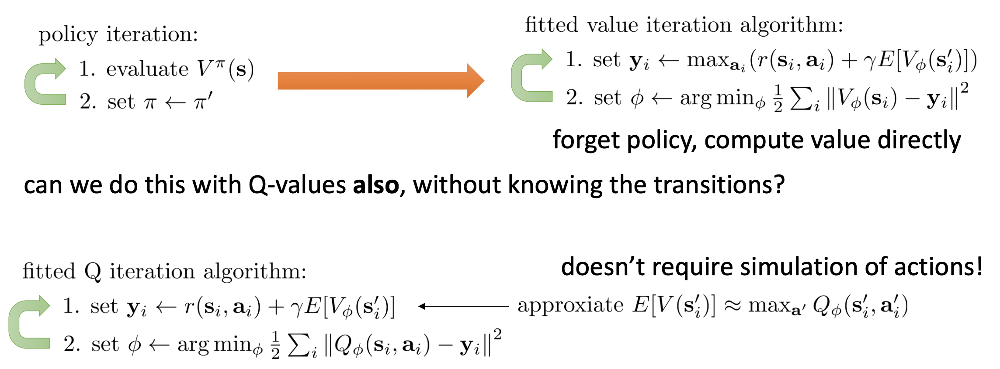 policy iteration:
1. evaluate $V^\pi(\mathbf{s})$
2. set $\pi \leftarrow \pi'$
fitted value iteration algorithm:
1. set $\mathbf{y}_i \leftarrow \max_{\mathbf{a}_i}(r(\mathbf{s}_i, \mathbf{a}_i) + \gamma E[V_\phi(\mathbf{s}_i')])$
2. set $\phi \leftarrow \arg\min_\phi \frac{1}{2} \sum_i \|V_\phi(\mathbf{s}_i) - \mathbf{y}_i\|^2$
forget policy, compute value directly
can we do this with Q-values also, without knowing the transitions?
doesn’t require simulation of actions!
fitted Q iteration algorithm:
1. set $\mathbf{y}_i \leftarrow r(\mathbf{s}_i, \mathbf{a}_i) + \gamma E[V_\phi(\mathbf{s}_i')]$
approxiate $E[V(\mathbf{s}_i')] \approx \max_{\mathbf{a}'} Q_\phi(\mathbf{s}_i', \mathbf{a}_i')$
2. set $\phi \leftarrow \arg\min_\phi \frac{1}{2} \sum_i \|Q_\phi(\mathbf{s}_i, \mathbf{a}_i) - \mathbf{y}_i\|^2$